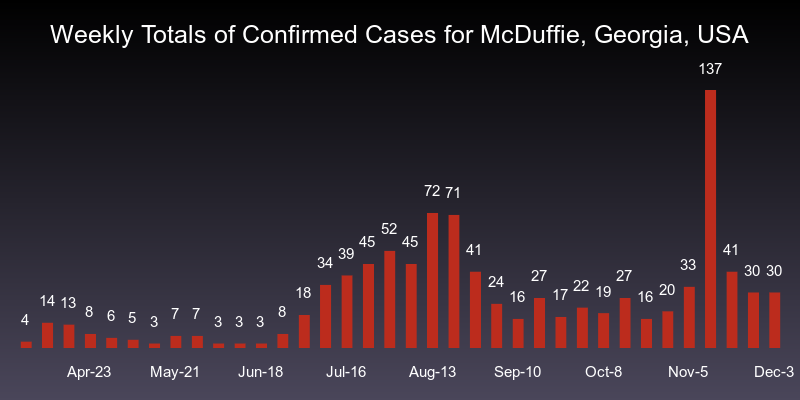 Weekly Totals of Confirmed Cases for McDuffie, Georgia, USA
4 14 13 8 6 5 3 7 7 3 3 3 8 18 34 39 45 52 45 72 71 41 24 16 27 17 22 19 27 16 20 33 137 41 30 30
Apr-23 May-21 Jun-18 Jul-16 Aug-13 Sep-10 Oct-8 Nov-5 Dec-3